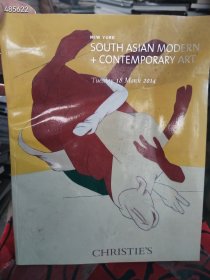 485622
NEW YORK
SOUTH ASIAN MODERN
+ CONTEMPORARY ART
Tuesday 18 March 2014
CHRISTIE'S